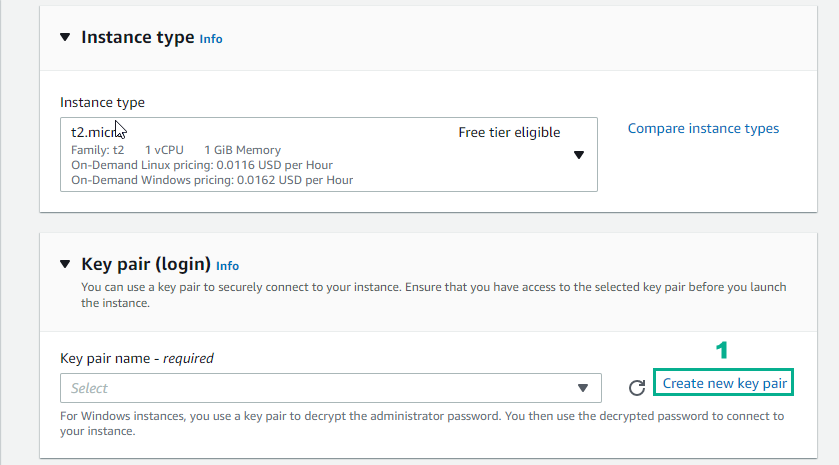 Instance type Info
Instance type
t2.micr
Free tier eligible
Compare instance types
Family: t2 1 vCPU 1 GiB Memory
On-Demand Linux pricing: 0.0116 USD per Hour
On-Demand Windows pricing: 0.0162 USD per Hour
Key pair (login) Info
You can use a key pair to securely connect to your instance. Ensure that you have access to the selected key pair before you launch
the instance.
1
Key pair name - required
Select
Create new key pair
For Windows instances, you use a key pair to decrypt the administrator password. You then use the decrypted password to connect to
your instance.